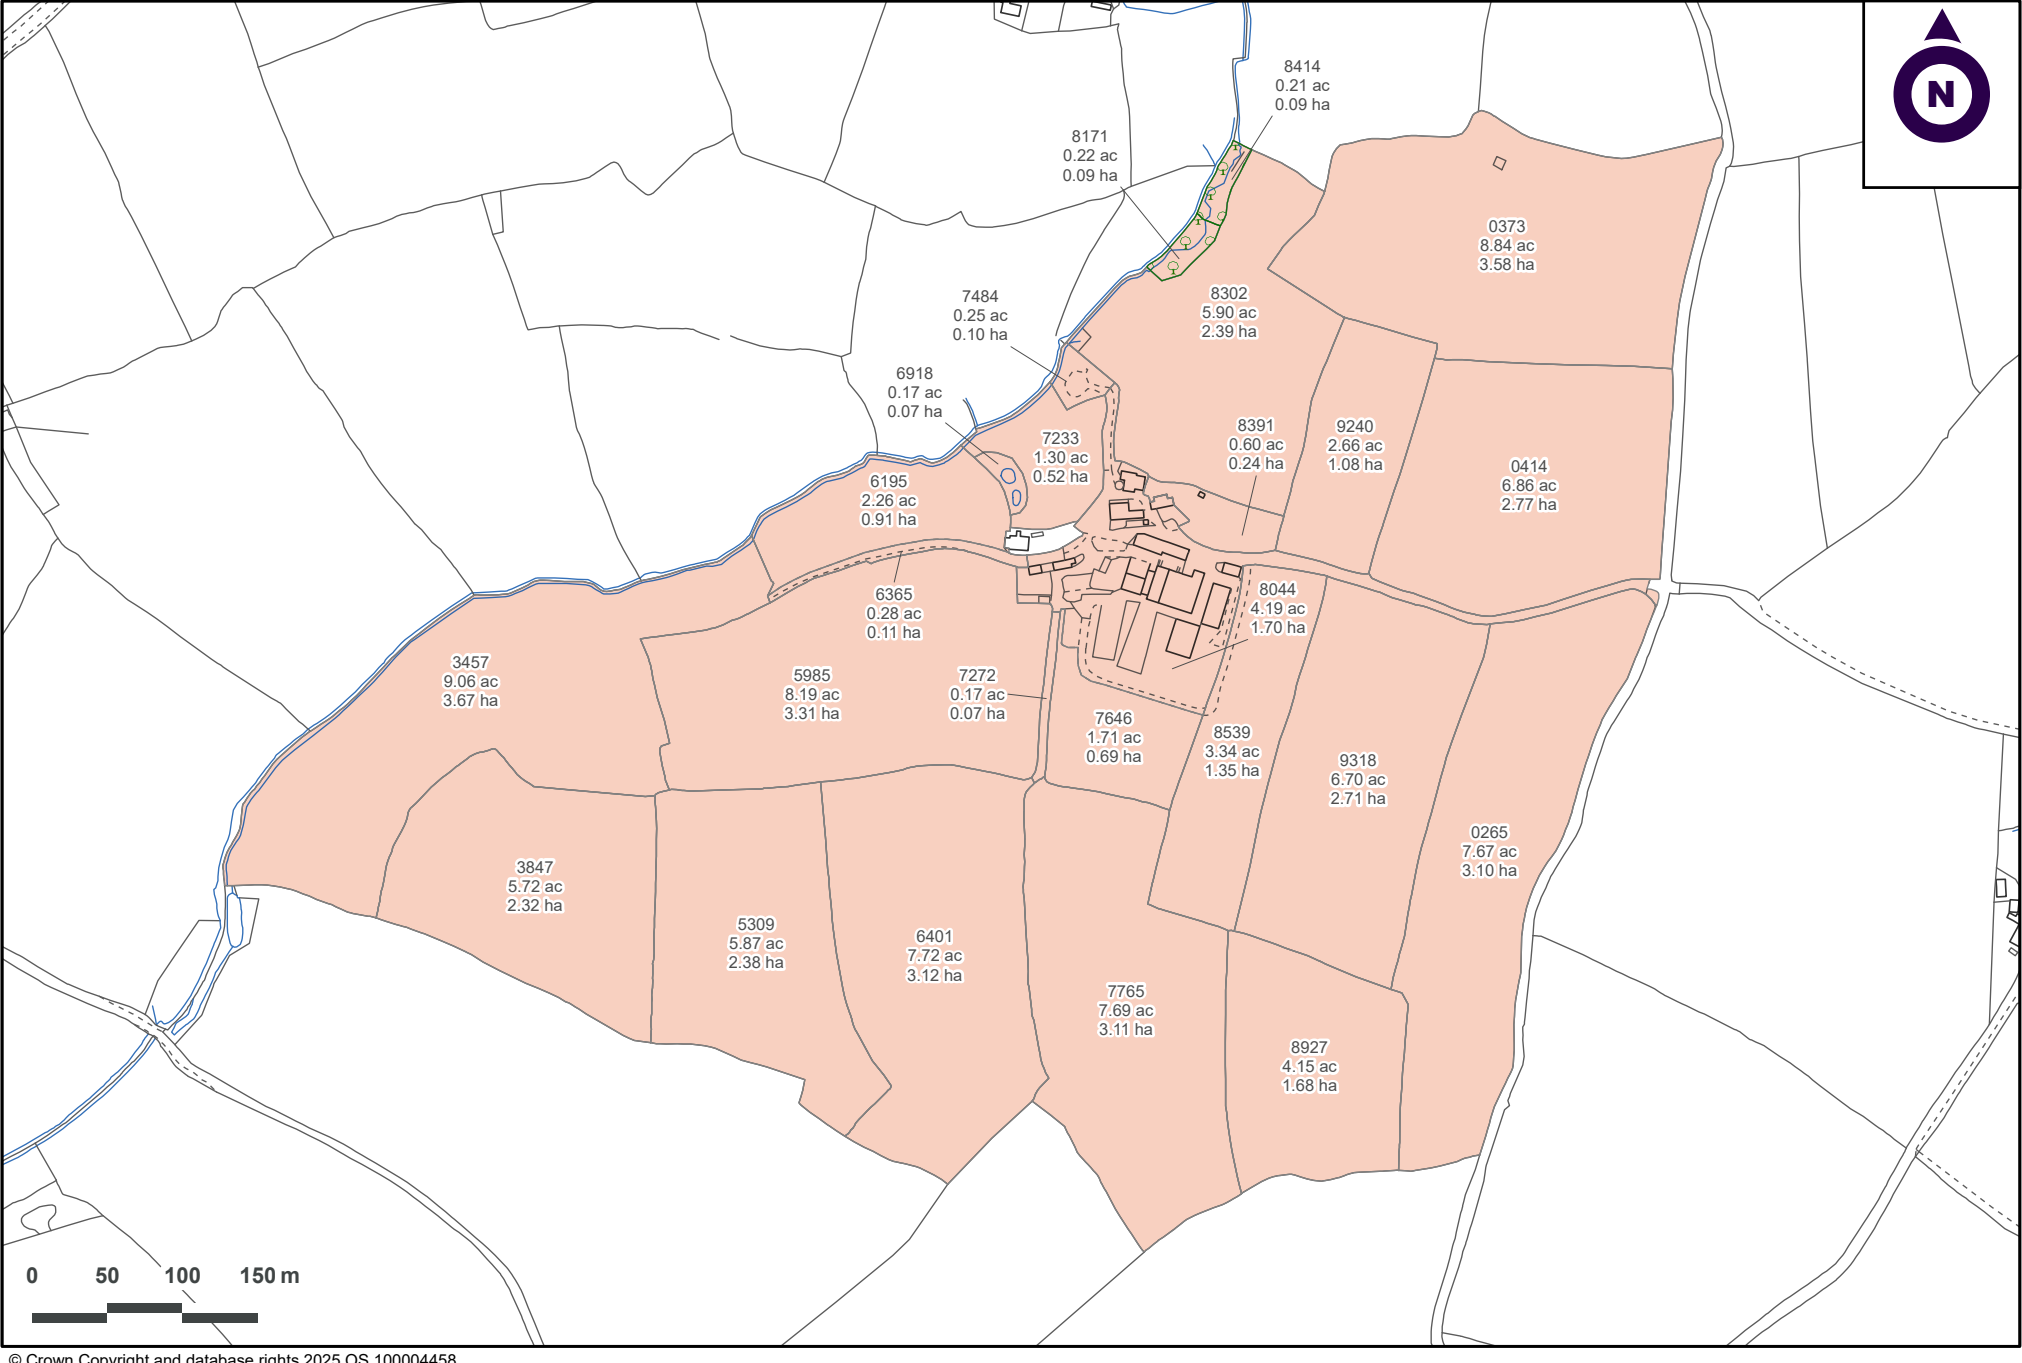 N
8414
0.21 ac
0.09 ha
8171
0.22 ac
0.09 ha
0373
8.84 ac
3.58 ha
7484
0.25 ac
0.10 ha
8302
5.90 ac
2.39 ha
6918
0.17 ac
0.07 ha
7233
1.30 ac
0.52 ha
8391
0.60 ac
0.24 ha
9240
2.66 ac
1.08 ha
0414
6.86 ac
2.77 ha
6195
2.26 ac
0.91 ha
6365
0.28 ac
0.11 ha
8044
4.19 ac
1.70 ha
3457
9.06 ac
3.67 ha
5985
8.19 ac
3.31 ha
7272
0.17 ac
0.07 ha
7646
1.71 ac
0.69 ha
8539
3.34 ac
1.35 ha
9318
6.70 ac
2.71 ha
0265
7.67 ac
3.10 ha
3847
5.72 ac
2.32 ha
5309
5.87 ac
2.38 ha
6401
7.72 ac
3.12 ha
7765
7.69 ac
3.11 ha
8927
4.15 ac
1.68 ha
0 50 100 150 m
© Crown Copyright and database rights 2025 OS 100004458